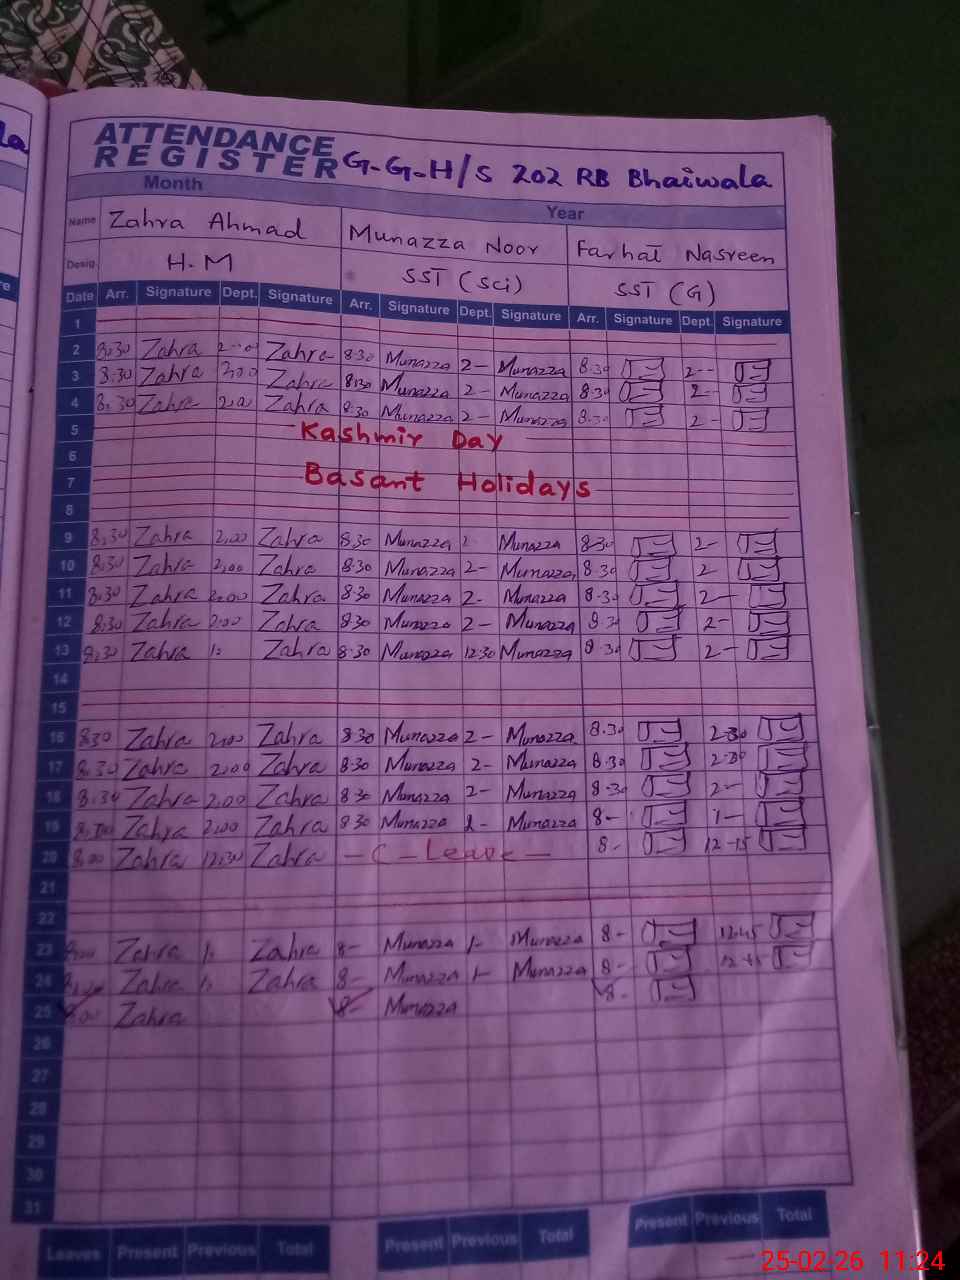 ATTENDANCE
REGISTER G-G-H/S 202 RB Bhaiwala
Month Year
Name Zahra Ahmad Munazza Noor Farhat Nasreen
Desig. H.M SST (Sci) SST (G)
Date Arr. Signature Dept. Signature Arr. Signature Dept. Signature Arr. Signature Dept. Signature
1
2 8.30 Zahra Zahra 8.30 Munazza 2- Munazza 8.30 2--
3 8.30 Zahra 2,00 Zahra 8.30 Munazza 2- Munazza 8.30 2-
4 8.30 Zahra Zahra 8.30 Munazza 2- Munazza 8.30 2-
5 Kashmir Day
6
7 Basant Holidays
8
9 8.30 Zahra 2,00 Zahra 8.30 Munazza 2 Munazza 8.30 2-
10 8.30 Zahra 2,00 Zahra 8.30 Munazza 2- Munazza 8.30 2
11 8.30 Zahra 2.00 Zahra 8.30 Munazza 2- Munazza 8.30 2-
12 8.30 Zahra 2.00 Zahra 8.30 Munazza 2- Munazza 8.30 2-
13 8.30 Zahra Zahra 8.30 Munazza 12.30 Munazza 8.30 2-
14
15
16 8.30 Zahra 2,00 Zahra 8.30 Munazza 2- Munazza 8.30 2.30
17 8.30 Zahra 2,00 Zahra 8.30 Munazza 2- Munazza 8.30 2.30
18 8.30 Zahra 2,00 Zahra 8.30 Munazza 2- Munazza 8.30 2-
19 Zahra 2,00 Zahra 8.30 Munazza Munazza 8- 1-
20 8.00 Zahra 12.30 Zahra - C - Leave - 8- 12-15
21
22
23 Zahra Zahra 8- Munazza 1- Munazza 8- 12.45
24 Zahra Zahra 8- Munazza 1- Munazza 8-
25 Zahra 8- Munazza 8-
26
27
28
29
30
31
Leaves Present Previous Total Present Previous Total Present Previous Total
25-02-26 11:24